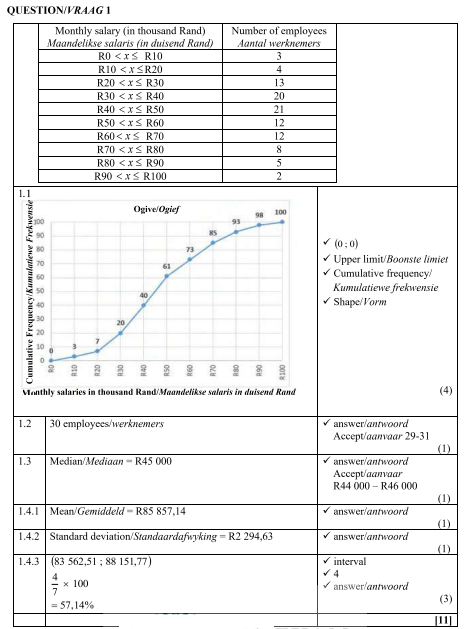 QUESTION/VRAAG 1
Monthly salary (in thousand Rand) Number of employees
Maandelikse salaris (in duisend Rand) Aantal werknemers
R0 < x ≤ R10 3
R10 < x ≤R20 4
R20 < x ≤ R30 13
R30 < x ≤ R40 20
R40 < x ≤ R50 21
R50 < x ≤ R60 12
R60< x ≤ R70 12
R70 < x ≤ R80 8
R80 < x ≤ R90 5
R90 < x ≤ R100 2
1.1
Ogive/Ogief
Cumulative Frequency/Kumulatiewe Frekwensie
100
90
80
70
60
50
40
30
20
10
0
0 3 7 20 40 61 73 85 93 98 100
R0 R10 R20 R30 R40 R50 R60 R70 R80 R90 R100
Monthly salaries in thousand Rand/Maandelikse salaris in duisend Rand
✓ (0 ; 0)
✓ Upper limit/Boonste limiet
✓ Cumulative frequency/
Kumulatiewe frekwensie
✓ Shape/Vorm
(4)
1.2 30 employees/werknemers ✓ answer/antwoord
Accept/aanvaar 29-31
(1)
1.3 Median/Mediaan = R45 000 ✓ answer/antwoord
Accept/aanvaar
R44 000 – R46 000
(1)
1.4.1 Mean/Gemiddeld = R85 857,14 ✓ answer/antwoord
(1)
1.4.2 Standard deviation/Standaardafwyking = R2 294,63 ✓ answer/antwoord
(1)
1.4.3 (83 562,51 ; 88 151,77) ✓ interval
4/7 × 100 ✓ 4
= 57,14% ✓ answer/antwoord
(3)
[11]